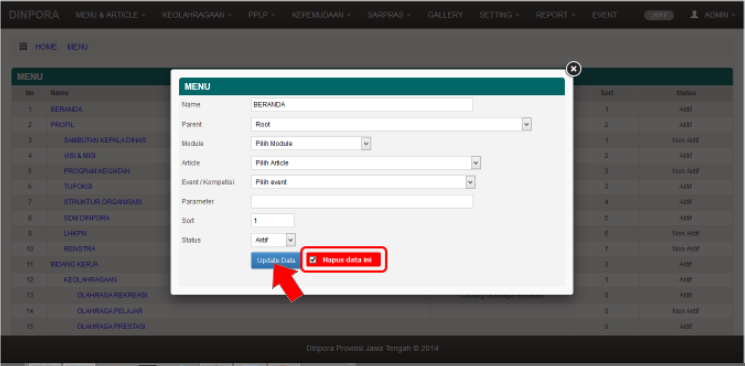 DINPORA MENU & ARTICLE KEOLAHRAGAAN PPLP KEPEMUDAAN SARPRAS GALLERY SETTING REPORT EVENT 2017 ADMIN
HOME / MENU
MENU
No Name Sort Status
1 BERANDA 1 Aktif
2 PROFIL 2 Aktif
3 SAMBUTAN KEPALA DINAS 1 Non Aktif
4 VISI & MISI 2 Aktif
5 PROGRAM KEGIATAN 3 Non Aktif
6 TUPOKSI 3 Aktif
7 STRUKTUR ORGANISASI 4 Aktif
8 SDM DINPORA 5 Aktif
9 LHKPN 6 Non Aktif
10 RENSTRA 7 Non Aktif
11 BIDANG KERJA 3 Aktif
12 KEOLAHRAGAAN 1 Aktif
13 OLAHRAGA REKREASI Aktif
14 OLAHRAGA PELAJAR Non Aktif
15 OLAHRAGA PRESTASI Aktif
MENU
Name BERANDA
Parent Root
Module Pilih Module
Article Pilih Article
Event / Kompetisi Pilih event
Parameter
Sort 1
Status Aktif
Update Data Hapus data ini
Dinpora Provinsi Jawa Tengah © 2014